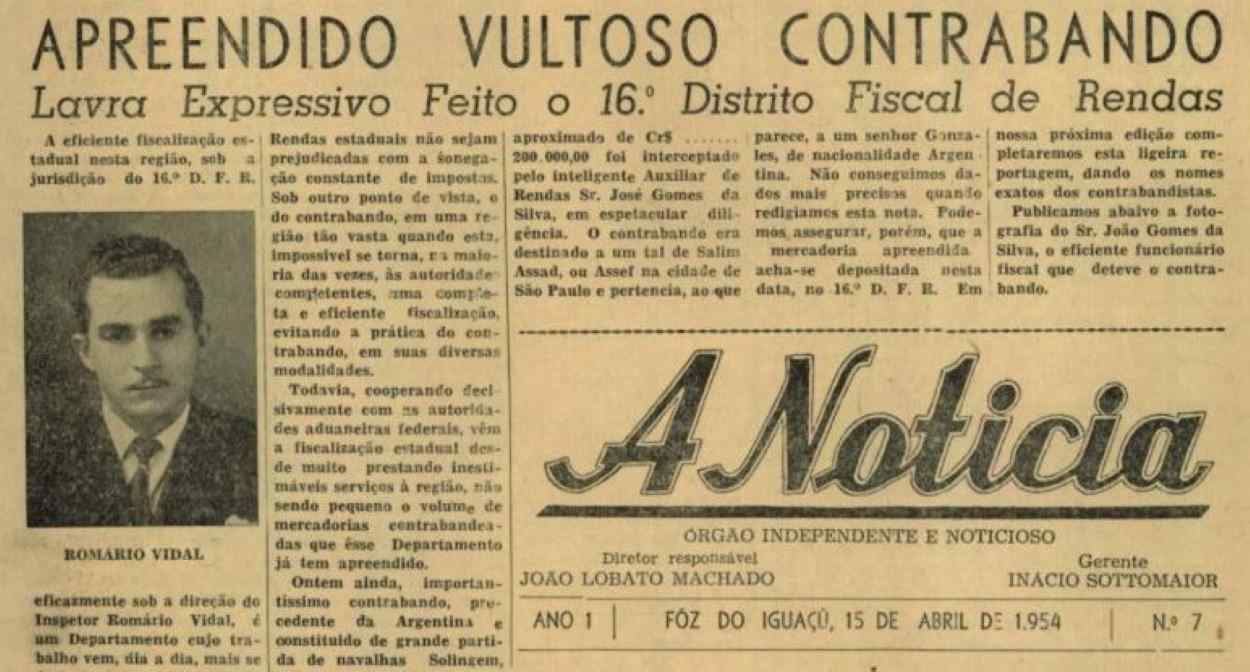 APREENDIDO VULTOSO CONTRABANDO
Lavra Expressivo Feito o 16.º Distrito Fiscal de Rendas
A eficiente fiscalização es-
tadual nesta região, sob a
jurisdição do 16.º D. F. R.
ROMÁRIO VIDAL
eficazmente sob a direção do
Inspetor Romário Vidal, é
um Departamento cujo tra-
balho vem, dia a dia, mais se
Rendas estaduais não sejam
prejudicadas com a sonega-
ção constante de impostos.
Sob outro ponto de vista, o
do contrabando, em uma re-
gião tão vasta quando esta,
impossivel se torna, na maio-
ria das vezes, às autoridades
competentes, uma comple-
ta e eficiente fiscalização,
evitando a prática do con-
trabando, em suas diversas
modalidades.
Todavia, cooperando deci-
sivamente com as autorida-
des aduaneiras federais, vêm
a fiscalização estadual des-
de muito prestando inesti-
máveis serviços à região, não
sendo pequeno o volume de
mercadorias contrabandea-
das que êsse Departamento
já tem apreendido.
Ontem ainda, importan-
tíssimo contrabando, pro-
cedente da Argentina e
constituido de grande parti-
da de navalhas Solingem,
aproximado de Cr$ .......
200.000,00 foi interceptado
pelo inteligente Auxiliar de
Rendas Sr. José Gomes da
Silva, em espetacular dili-
gência. O contrabando era
destinado a um tal de Salim
Assad, ou Assef na cidade de
São Paulo e pertencia, ao que
parece, a um senhor Gonza-
les, de nacionalidade Argen-
tina. Não conseguimos da-
dos mais precisos quando
redigiamos esta nota. Pode-
mos assegurar, porém, que a
mercadoria apreendida
acha-se depositada nesta
data, no 16.º D. F. R. Em
nossa próxima edição com-
pletaremos esta ligeira re-
portagem, dando os nomes
exatos dos contrabandistas.
Publicamos abaivo a foto-
grafia do Sr. João Gomes da
Silva, o eficiente funcionário
fiscal que deteve o contra-
bando.
A Noticia
ÓRGÃO INDEPENDENTE E NOTICIOSO
Diretor responsável
JOÃO LOBATO MACHADO
Gerente
INÁCIO SOTTOMAIOR
ANO 1 | FÓZ DO IGUAÇÚ, 15 DE ABRIL DE 1.954 | N.º 7